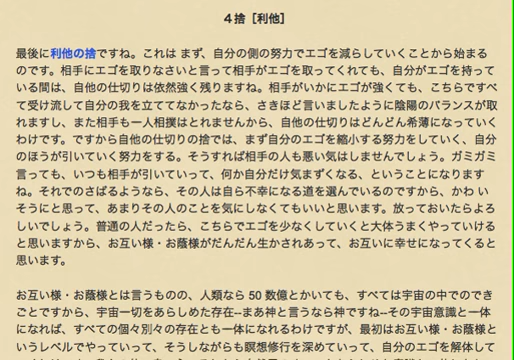 ４捨［利他］
最後に利他の捨ですね。これは まず、自分の側の努力でエゴを減らしていくことから始まる
のです。相手にエゴを取りなさいと言って相手がエゴを取ってくれても、自分がエゴを持って
いる間は、自他の仕切りは依然強く残りますね。相手がいかにエゴが強くても、こちらですべ
て受け流して自分の我を立ててなかったなら、さきほど言いましたように陰陽のバランスが取
れますし、また相手も一人相撲はとれませんから、自他の仕切りはどんどん希薄になっていく
わけです。ですから自他の仕切りの捨では、まず自分のエゴを縮小する努力をしていく、自分
のほうが引いていく努力をする。そうすれば相手の人も悪い気はしませんでしょう。ガミガミ
言っても、いつも相手が引いていって、何か自分だけ気まずくなる、ということになります
ね。それでのさばるようなら、その人は自ら不幸になる道を選んでいるのですから、かわ い
そうにと思って、あまりその人のことを気にしなくてもいいと思います。放っておいたらよろ
しいでしょう。普通の人だったら、こちらでエゴを少なくしていくと大体うまくやっていける
と思いますから、お互い様・お蔭様がだんだん生かされあって、お互いに幸せになってくると
思います。
お互い様・お蔭様とは言うものの、人類なら 50 数億とかいても、すべては宇宙の中でのでき
ごとですから、宇宙一切をあらしめた存在--まあ神と言うなら神ですね--その宇宙意識と一体
になれば、すべての個々別々の存在とも一体になれるわけですが、最初はお互い様・お蔭様と
いうレベルでやっていって、そうしながらも瞑想修行を深めていって、自分のエゴを解体して